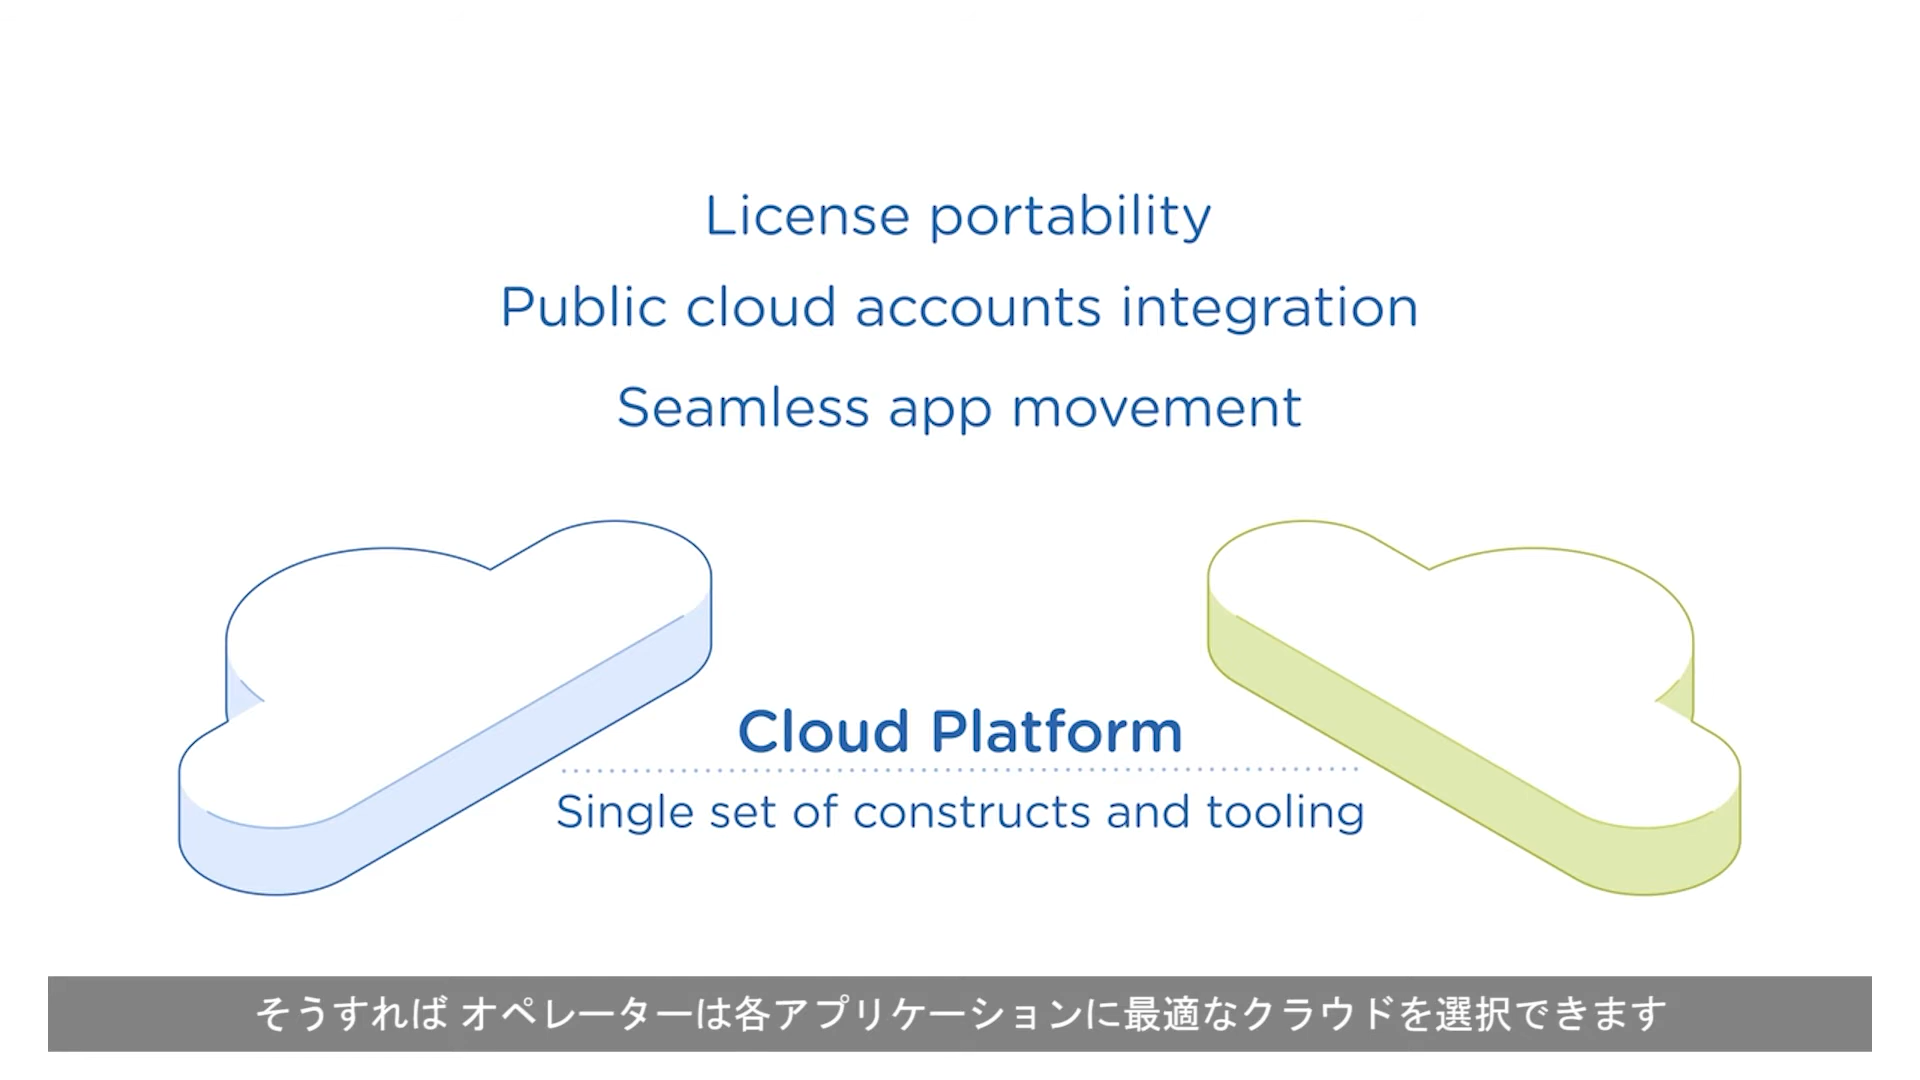 License portability
Public cloud accounts integration
Seamless app movement
Cloud Platform
Single set of constructs and tooling
そうすれば オペレーターは各アプリケーションに最適なクラウドを選択できます